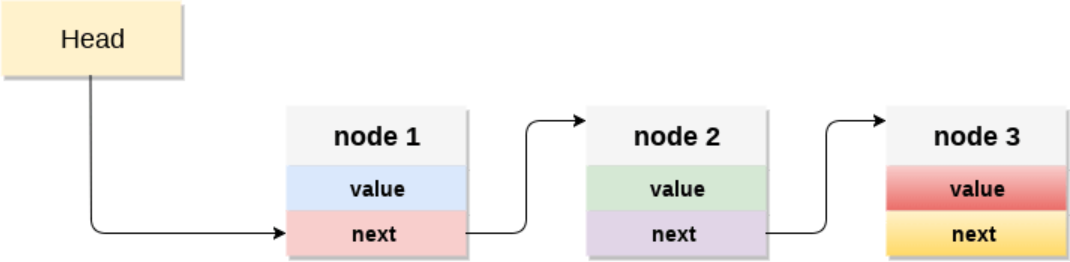 Head
node 1
value
next
node 2
value
next
node 3
value
next